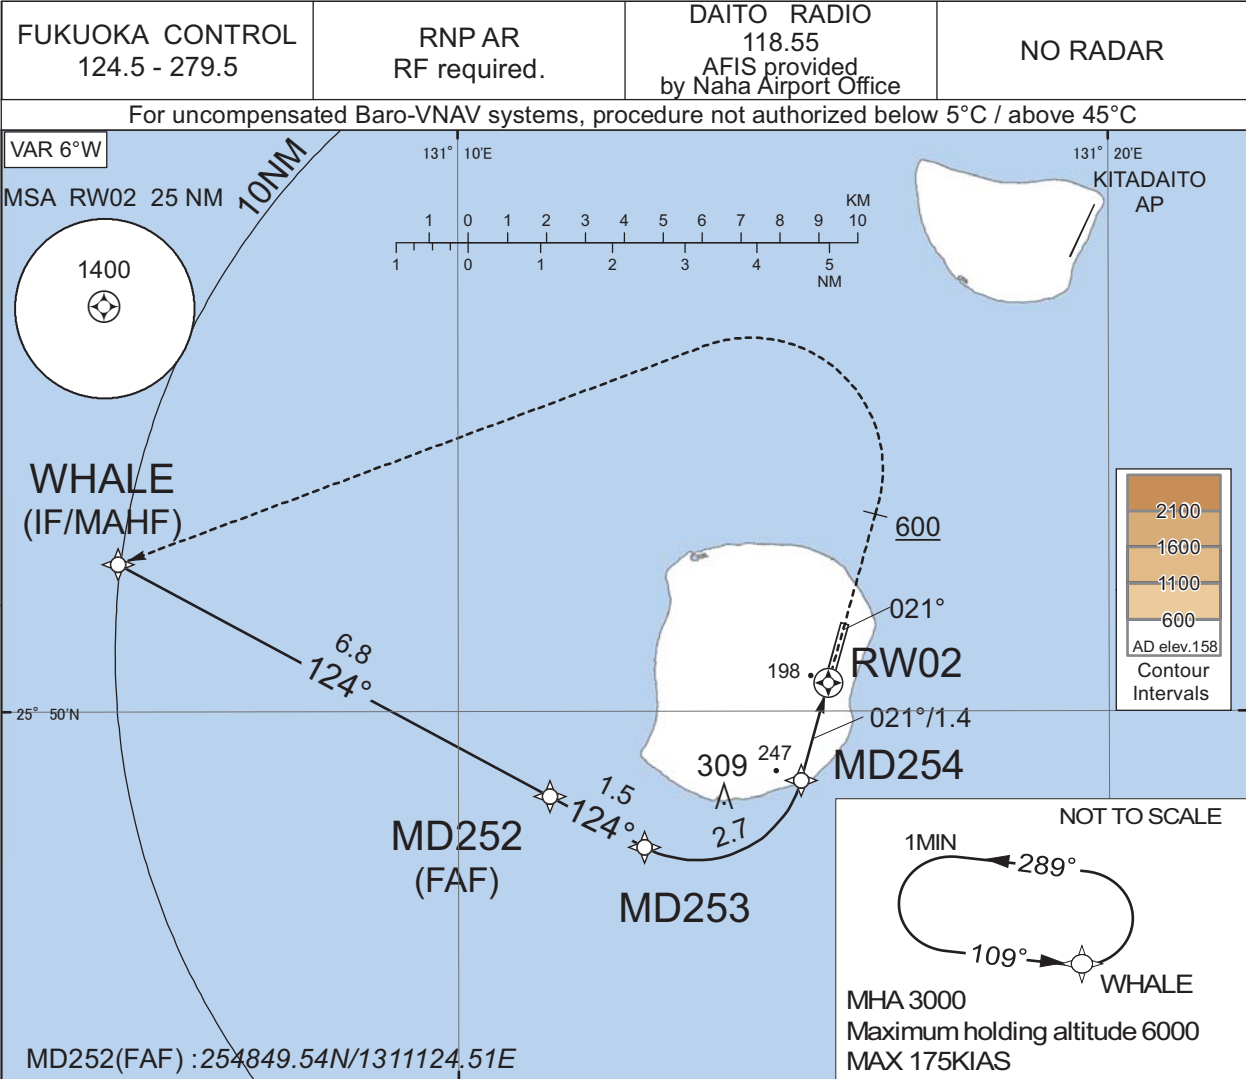 FUKUOKA CONTROL
124.5 - 279.5
RNP AR
RF required.
DAITO RADIO
118.55
AFIS provided
by Naha Airport Office
NO RADAR
For uncompensated Baro-VNAV systems, procedure not authorized below 5°C / above 45°C
VAR 6°W
MSA RW02 25 NM
1400
10NM
131° 10'E
131° 20'E
KITADAITO
AP
KM
1 0 1 2 3 4 5 6 7 8 9 10
1 0 1 2 3 4 5
NM
WHALE
(IF/MAHF)
600
2100
1600
1100
600
AD elev.158
Contour
Intervals
021°
6.8
124°
198
RW02
25° 50'N
021°/1.4
247
309
MD254
1.5
124°
2.7
MD252
(FAF)
MD253
NOT TO SCALE
1MIN
289°
109°
WHALE
MHA 3000
Maximum holding altitude 6000
MAX 175KIAS
MD252(FAF) :254849.54N/1311124.51E